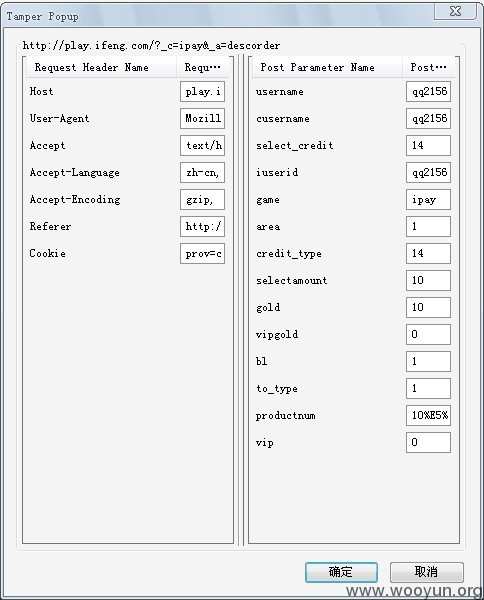 Tamper Popup
http://play.ifeng.com/?_c=ipay&_a=descorder
Request Header Name Requ… Post Parameter Name Post…
Host play.i username qq2156
User-Agent Mozill cusername qq2156
Accept text/h select_credit 14
Accept-Language zh-cn, iuserid qq2156
Accept-Encoding gzip, game ipay
Referer http:/ area 1
Cookie prov=c credit_type 14
selectamount 10
gold 10
vipgold 0
bl 1
to_type 1
productnum 10%E5%
vip 0
确定 取消
www.wooyun.org